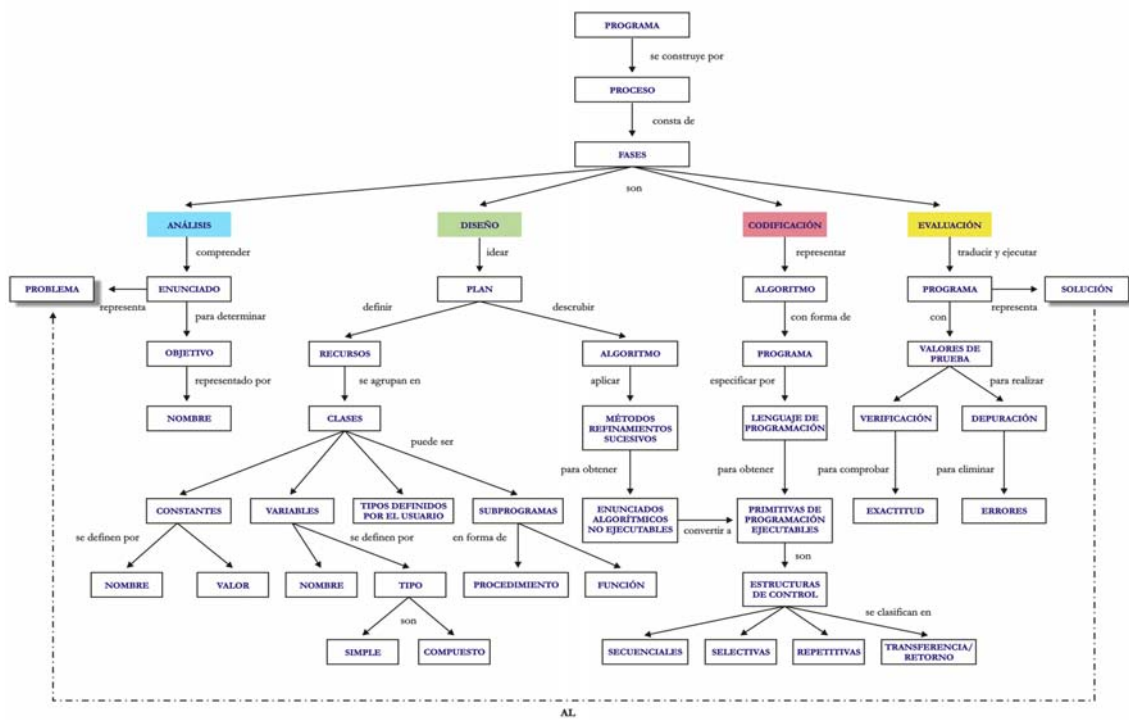 PROGRAMA
se construye por
PROCESO
consta de
FASES
son
ANÁLISIS
DISEÑO
CODIFICACIÓN
EVALUACIÓN
comprender
idear
representar
traducir y ejecutar
PROBLEMA
ENUNCIADO
PLAN
ALGORITMO
PROGRAMA
SOLUCIÓN
representa
para determinar
definir
descrubir
con forma de
con
representa
OBJETIVO
RECURSOS
ALGORITMO
PROGRAMA
VALORES DE
PRUEBA
representado por
se agrupan en
aplicar
especificar por
para realizar
NOMBRE
CLASES
MÉTODOS
REFINAMIENTOS
SUCESIVOS
LENGUAJE DE
PROGRAMACIÓN
VERIFICACIÓN
DEPURACIÓN
puede ser
para obtener
para obtener
para comprobar
para eliminar
CONSTANTES
VARIABLES
TIPOS DEFINIDOS
POR EL USUARIO
SUBPROGRAMAS
ENUNCIADOS
ALGORÍTMICOS
NO EJECUTABLES
convertir a
PRIMITIVAS DE
PROGRAMACIÓN
EJECUTABLES
EXACTITUD
ERRORES
se definen por
se definen por
en forma de
son
NOMBRE
VALOR
NOMBRE
TIPO
PROCEDIMIENTO
FUNCIÓN
ESTRUCTURAS
DE CONTROL
son
se clasifican en
SIMPLE
COMPUESTO
SECUENCIALES
SELECTIVAS
REPETITIVAS
TRANSFERENCIA/
RETORNO
AL